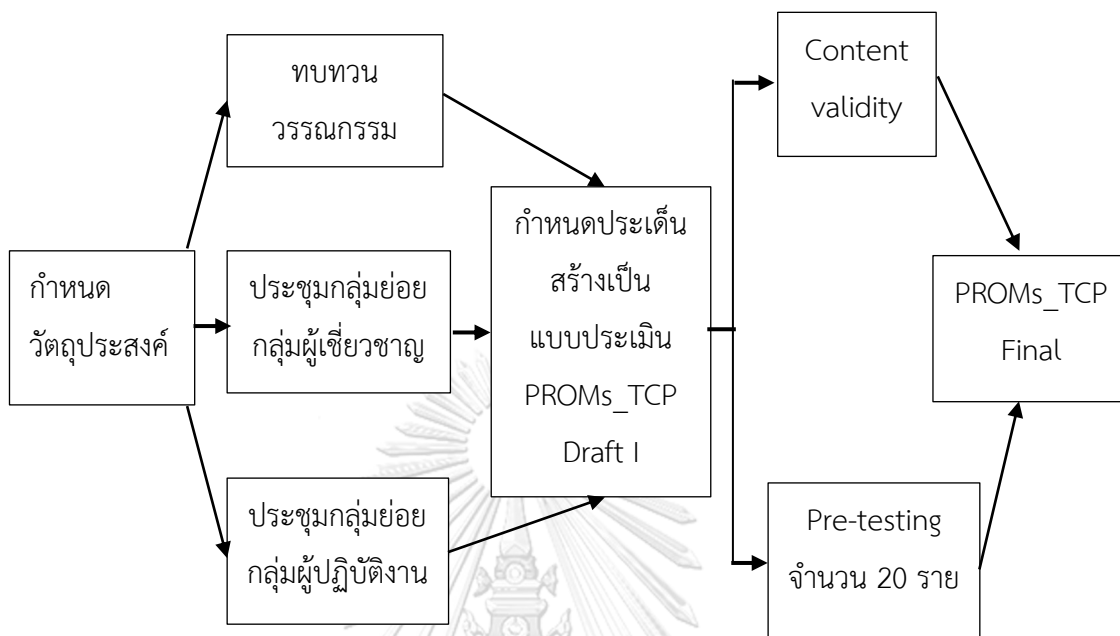 กำหนด
วัตถุประสงค์
ทบทวน
วรรณกรรม
ประชุมกลุ่มย่อย
กลุ่มผู้เชี่ยวชาญ
ประชุมกลุ่มย่อย
กลุ่มผู้ปฏิบัติงาน
กำหนดประเด็น
สร้างเป็น
แบบประเมิน
PROMs_TCP
Draft I
Content
validity
Pre-testing
จำนวน 20 ราย
PROMs_TCP
Final